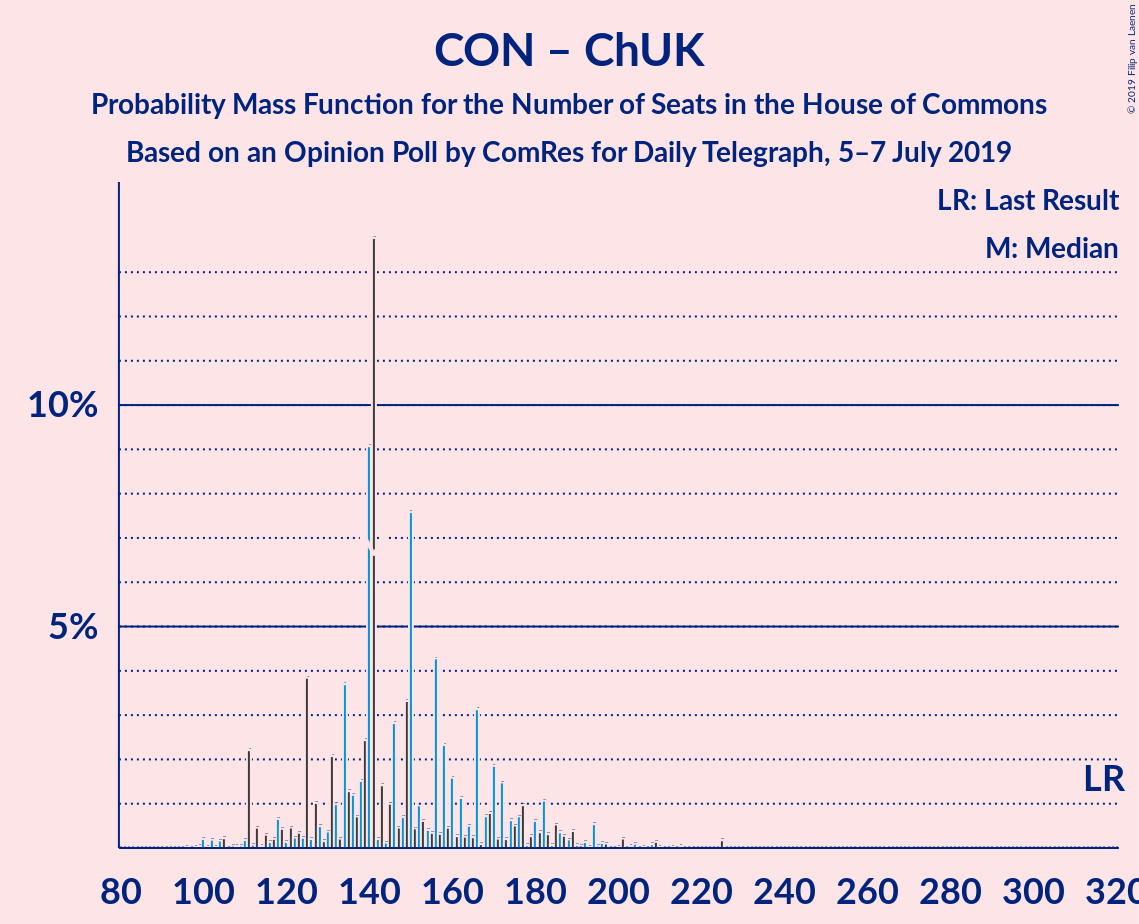 CON – ChUK
Probability Mass Function for the Number of Seats in the House of Commons
Based on an Opinion Poll by ComRes for Daily Telegraph, 5–7 July 2019
© 2019 Filip van Laenen
LR: Last Result
M: Median
10%
5%
LR
80 100 120 140 160 180 200 220 240 260 280 300 320